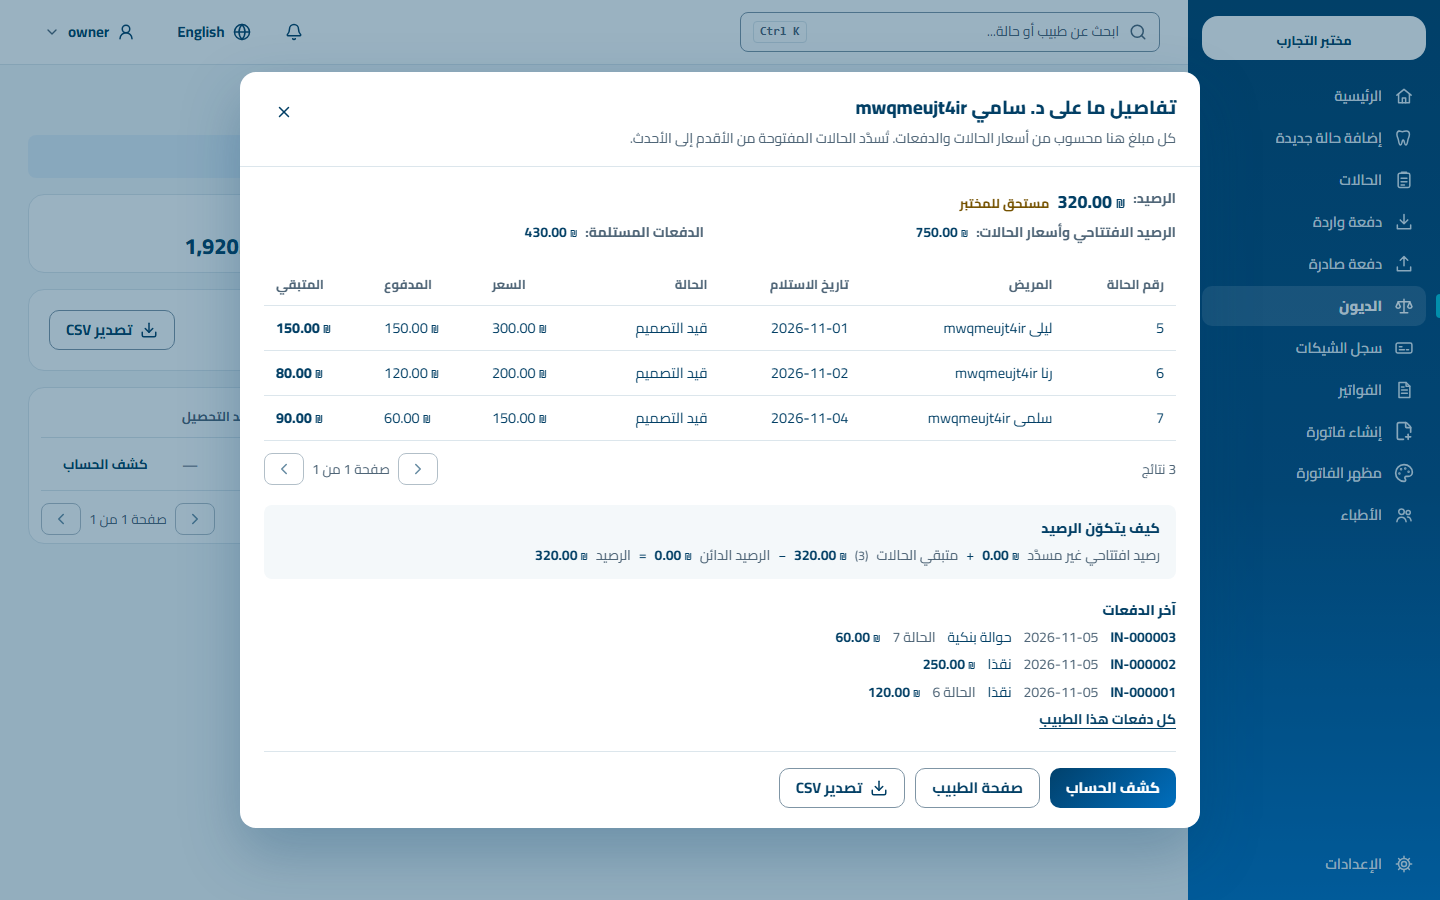 مختبر التجارب
ابحث عن طبيب أو حالة...
Ctrl K
English
owner
الرئيسية
إضافة حالة جديدة
الحالات
دفعة واردة
دفعة صادرة
الديون
سجل الشيكات
الفواتير
إنشاء فاتورة
مظهر الفاتورة
الأطباء
الإعدادات
تفاصيل ما على د. سامي mwqmeujt4ir
كل مبلغ هنا محسوب من أسعار الحالات والدفعات. تُسدَّد الحالات المفتوحة من الأقدم إلى الأحدث.
الرصيد: ₪ 320.00 مستحق للمختبر
الرصيد الافتتاحي وأسعار الحالات: ₪ 750.00 الدفعات المستلمة: ₪ 430.00
رقم الحالة المريض تاريخ الاستلام الحالة السعر المدفوع المتبقي
5 ليلى mwqmeujt4ir 2026-11-01 قيد التصميم ₪ 300.00 ₪ 150.00 ₪ 150.00
6 رنا mwqmeujt4ir 2026-11-02 قيد التصميم ₪ 200.00 ₪ 120.00 ₪ 80.00
7 سلمى mwqmeujt4ir 2026-11-04 قيد التصميم ₪ 150.00 ₪ 60.00 ₪ 90.00
3 نتائج
صفحة 1 من 1
كيف يتكوّن الرصيد
رصيد افتتاحي غير مسدَّد ₪ 0.00 + متبقي الحالات (3) ₪ 320.00 − الرصيد الدائن ₪ 0.00 = الرصيد ₪ 320.00
آخر الدفعات
IN-000003 2026-11-05 حوالة بنكية الحالة 7 ₪ 60.00
IN-000002 2026-11-05 نقدًا ₪ 250.00
IN-000001 2026-11-05 نقدًا الحالة 6 ₪ 120.00
كل دفعات هذا الطبيب
كشف الحساب
صفحة الطبيب
تصدير CSV
1,920
تصدير CSV
التحصيل
— كشف الحساب
صفحة 1 من 1